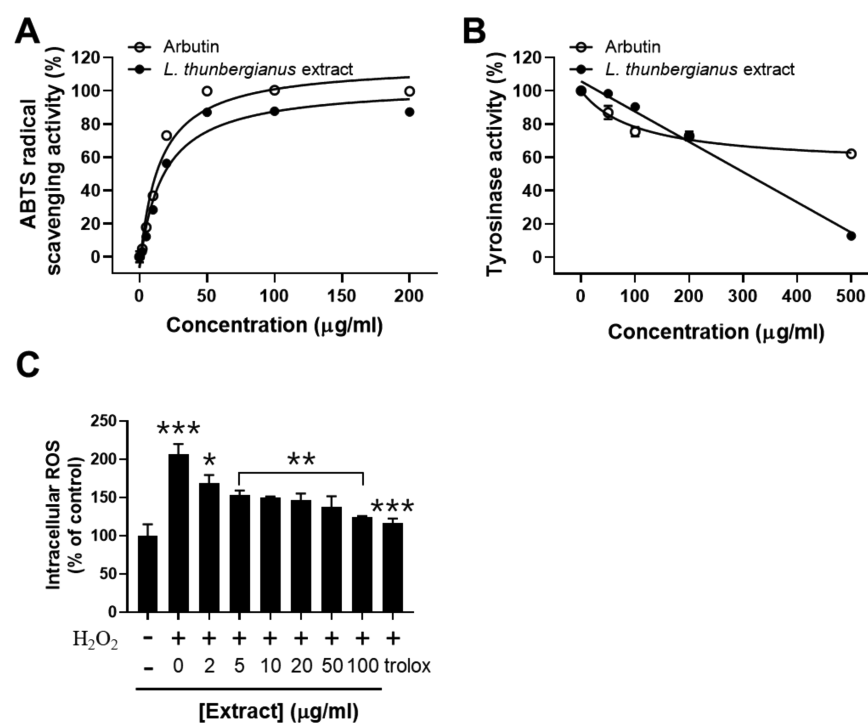 A
Arbutin
L. thunbergianus extract
ABTS radical
scavenging activity (%)
120
100
80
60
40
20
0
0 50 100 150 200
Concentration (μg/ml)
B
Arbutin
L. thunbergianus extract
Tyrosinase activity (%)
120
100
80
60
40
20
0
0 100 200 300 400 500
Concentration (μg/ml)
C
Intracellular ROS
(% of control)
250
200
150
100
50
0
*** * ** ***
H₂O₂ - + + + + + + + +
- 0 2 5 10 20 50 100 trolox
[Extract] (μg/ml)